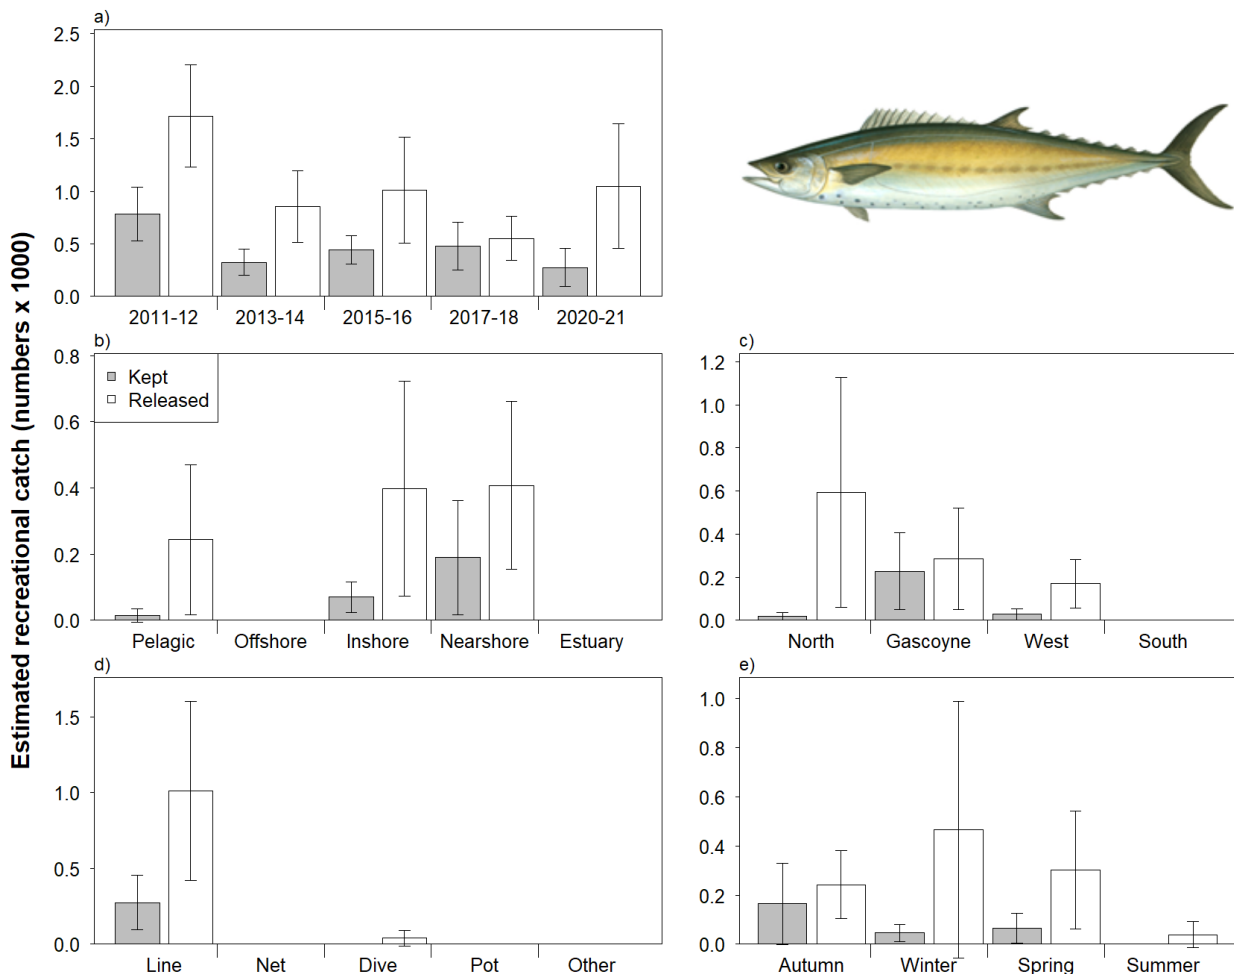 Estimated recreational catch (numbers x 1000)
a)
2.5
2.0
1.5
1.0
0.5
0.0
2011-12 2013-14 2015-16 2017-18 2020-21
b)
Kept
Released
0.8
0.6
0.4
0.2
0.0
Pelagic Offshore Inshore Nearshore Estuary
c)
1.2
1.0
0.8
0.6
0.4
0.2
0.0
North Gascoyne West South
d)
1.5
1.0
0.5
0.0
Line Net Dive Pot Other
e)
1.0
0.8
0.6
0.4
0.2
0.0
Autumn Winter Spring Summer